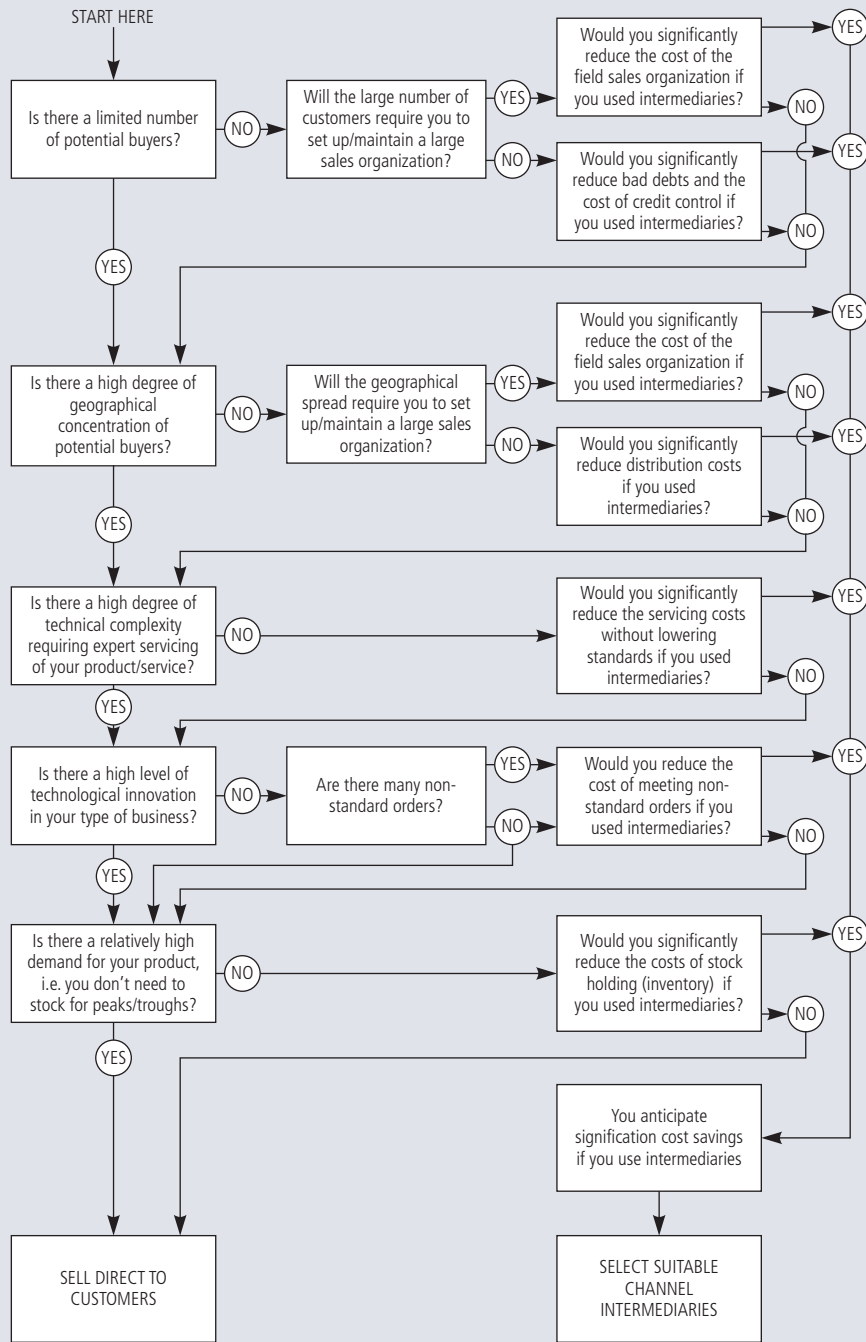 START HERE
Is there a limited number
of potential buyers?
NO
Will the large number of
customers require you to
set up/maintain a large
sales organization?
YES
Would you significantly
reduce the cost of the
field sales organization if
you used intermediaries?
YES
NO
NO
Would you significantly
reduce bad debts and the
cost of credit control if
you used intermediaries?
YES
NO
YES
Is there a high degree of
geographical
concentration of
potential buyers?
NO
Will the geographical
spread require you to set
up/maintain a large sales
organization?
YES
Would you significantly
reduce the cost of the
field sales organization if
you used intermediaries?
YES
NO
NO
Would you significantly
reduce distribution costs
if you used
intermediaries?
YES
NO
YES
Is there a high degree of
technical complexity
requiring expert servicing
of your product/service?
NO
Would you significantly
reduce the servicing costs
without lowering
standards if you used
intermediaries?
YES
NO
YES
Is there a high level of
technological innovation
in your type of business?
NO
Are there many non-
standard orders?
YES
NO
Would you reduce the
cost of meeting non-
standard orders if you
used intermediaries?
YES
NO
YES
Is there a relatively high
demand for your product,
i.e. you don't need to
stock for peaks/troughs?
NO
Would you significantly
reduce the costs of stock
holding (inventory) if
you used intermediaries?
YES
NO
YES
You anticipate
signification cost savings
if you use intermediaries
SELL DIRECT TO
CUSTOMERS
SELECT SUITABLE
CHANNEL
INTERMEDIARIES